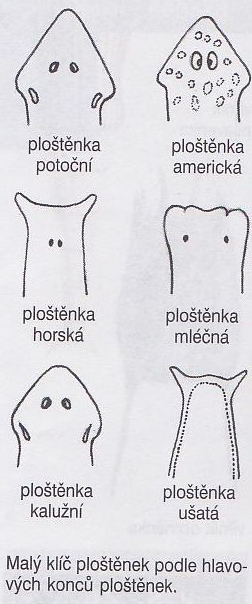 ploštěnka
potoční
ploštěnka
americká
ploštěnka
horská
ploštěnka
mléčná
ploštěnka
kalužní
ploštěnka
ušatá
Malý klíč ploštěnek podle hlavo-
vých konců ploštěnek.